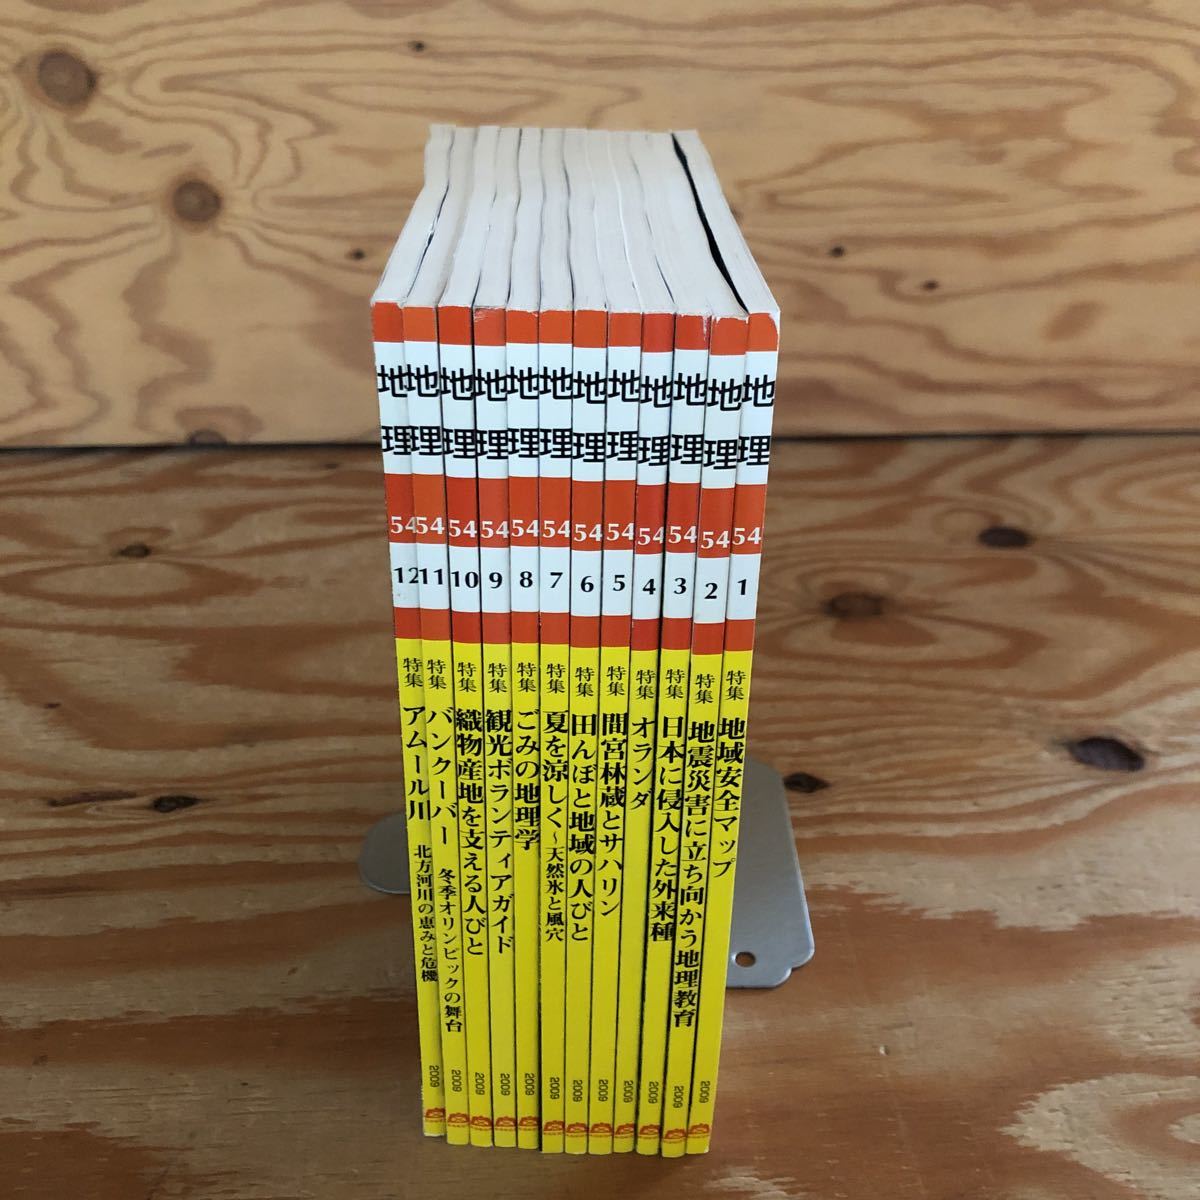 地理 54 12 特集 アムール川 北方河川の恵みと危機 2009
地理 54 11 特集 バンクーバー 冬季オリンピックの舞台 2009
地理 54 10 特集 織物産地を支える人びと 2009
地理 54 9 特集 観光ボランティアガイド 2009
地理 54 8 特集 ごみの地理学 2009
地理 54 7 特集 夏を涼しく〜天然氷と風穴 2009
地理 54 6 特集 田んぼと地域の人びと 2009
地理 54 5 特集 間宮林蔵とサハリン 2009
地理 54 4 特集 オランダ 2009
地理 54 3 特集 日本に侵入した外来種 2009
地理 54 2 特集 地震災害に立ち向かう地理教育 2009
地理 54 1 特集 地域安全マップ 2009